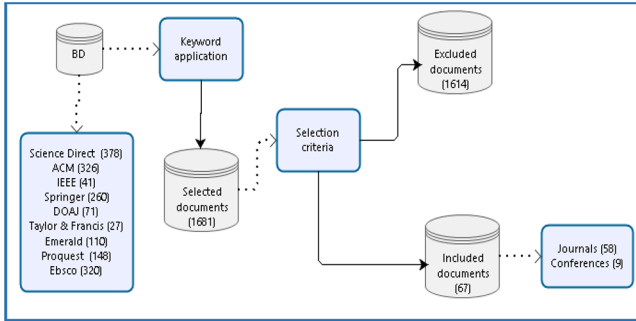 BD
Keyword
application
Excluded
documents
(1614)
Science Direct (378)
ACM (326)
IEEE (41)
Springer (260)
DOAJ (71)
Taylor & Francis (27)
Emerald (110)
Proquest (148)
Ebsco (320)
Selected
documents
(1681)
Selection
criteria
Included
documents
(67)
Journals (58)
Conferences (9)